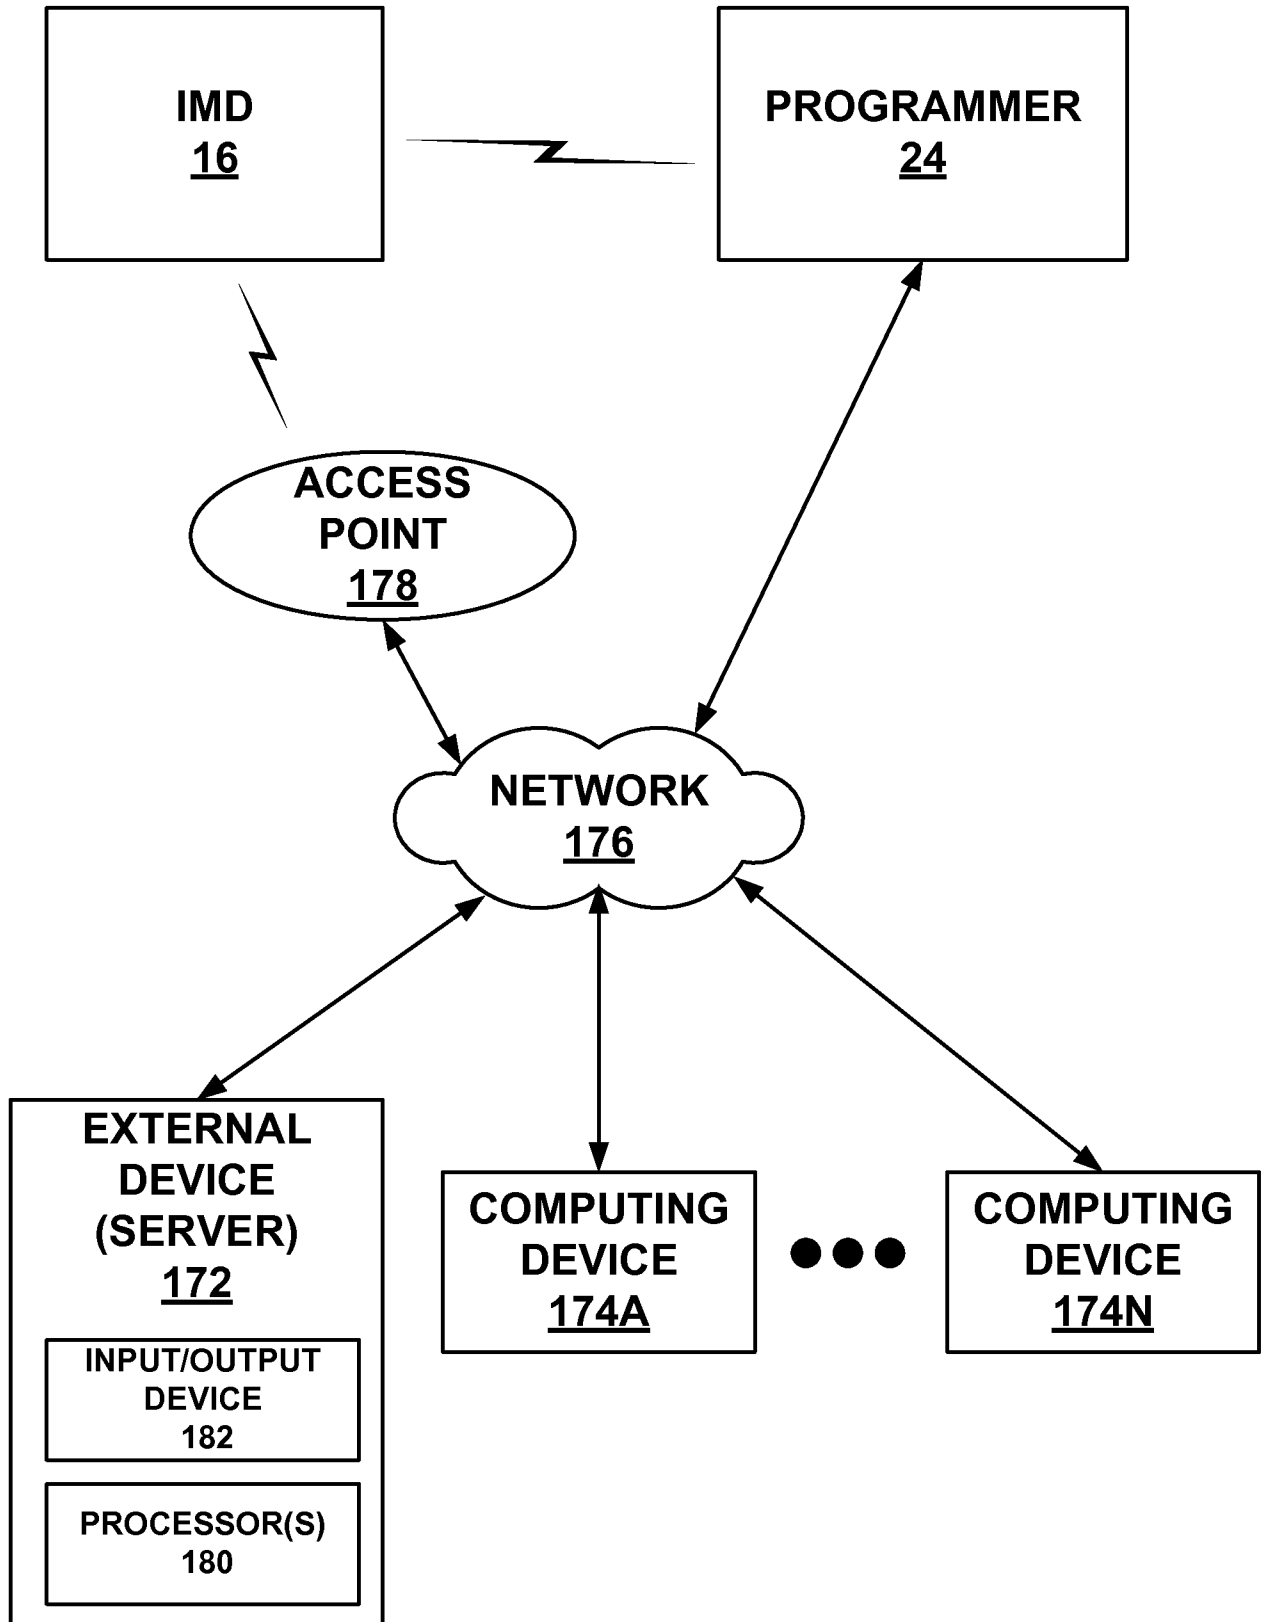 IMD
16
PROGRAMMER
24
ACCESS
POINT
178
NETWORK
176
EXTERNAL
DEVICE
(SERVER)
172
INPUT/OUTPUT
DEVICE
182
PROCESSOR(S)
180
COMPUTING
DEVICE
174A
COMPUTING
DEVICE
174N